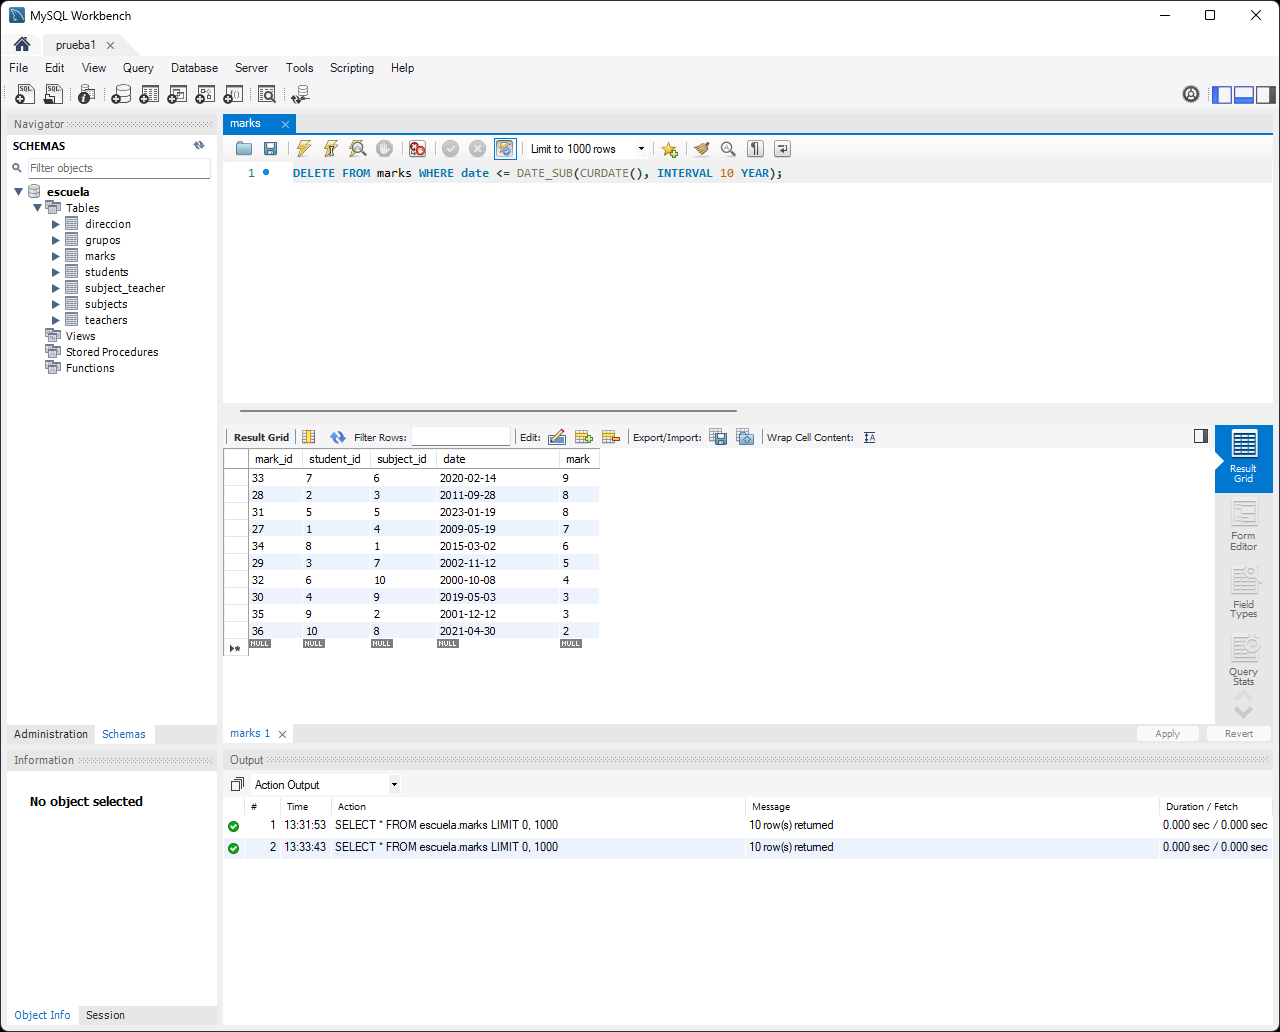 MySQL Workbench
prueba1
File Edit View Query Database Server Tools Scripting Help
Navigator
SCHEMAS
Filter objects
escuela
Tables
direccion
grupos
marks
students
subject_teacher
subjects
teachers
Views
Stored Procedures
Functions
Administration Schemas
Information
No object selected
Object Info Session
marks
Limit to 1000 rows
1 DELETE FROM marks WHERE date <= DATE_SUB(CURDATE(), INTERVAL 10 YEAR);
Result Grid Filter Rows: Edit: Export/Import: Wrap Cell Content:
mark_id student_id subject_id date mark
33 7 6 2020-02-14 9
28 2 3 2011-09-28 8
31 5 5 2023-01-19 8
27 1 4 2009-05-19 7
34 8 1 2015-03-02 6
29 3 7 2002-11-12 5
32 6 10 2000-10-08 4
30 4 9 2019-05-03 3
35 9 2 2001-12-12 3
36 10 8 2021-04-30 2
NULL NULL NULL NULL NULL
Result
Grid
Form
Editor
Field
Types
Query
Stats
marks 1
Apply Revert
Output
Action Output
# Time Action Message Duration / Fetch
1 13:31:53 SELECT * FROM escuela.marks LIMIT 0, 1000 10 row(s) returned 0.000 sec / 0.000 sec
2 13:33:43 SELECT * FROM escuela.marks LIMIT 0, 1000 10 row(s) returned 0.000 sec / 0.000 sec